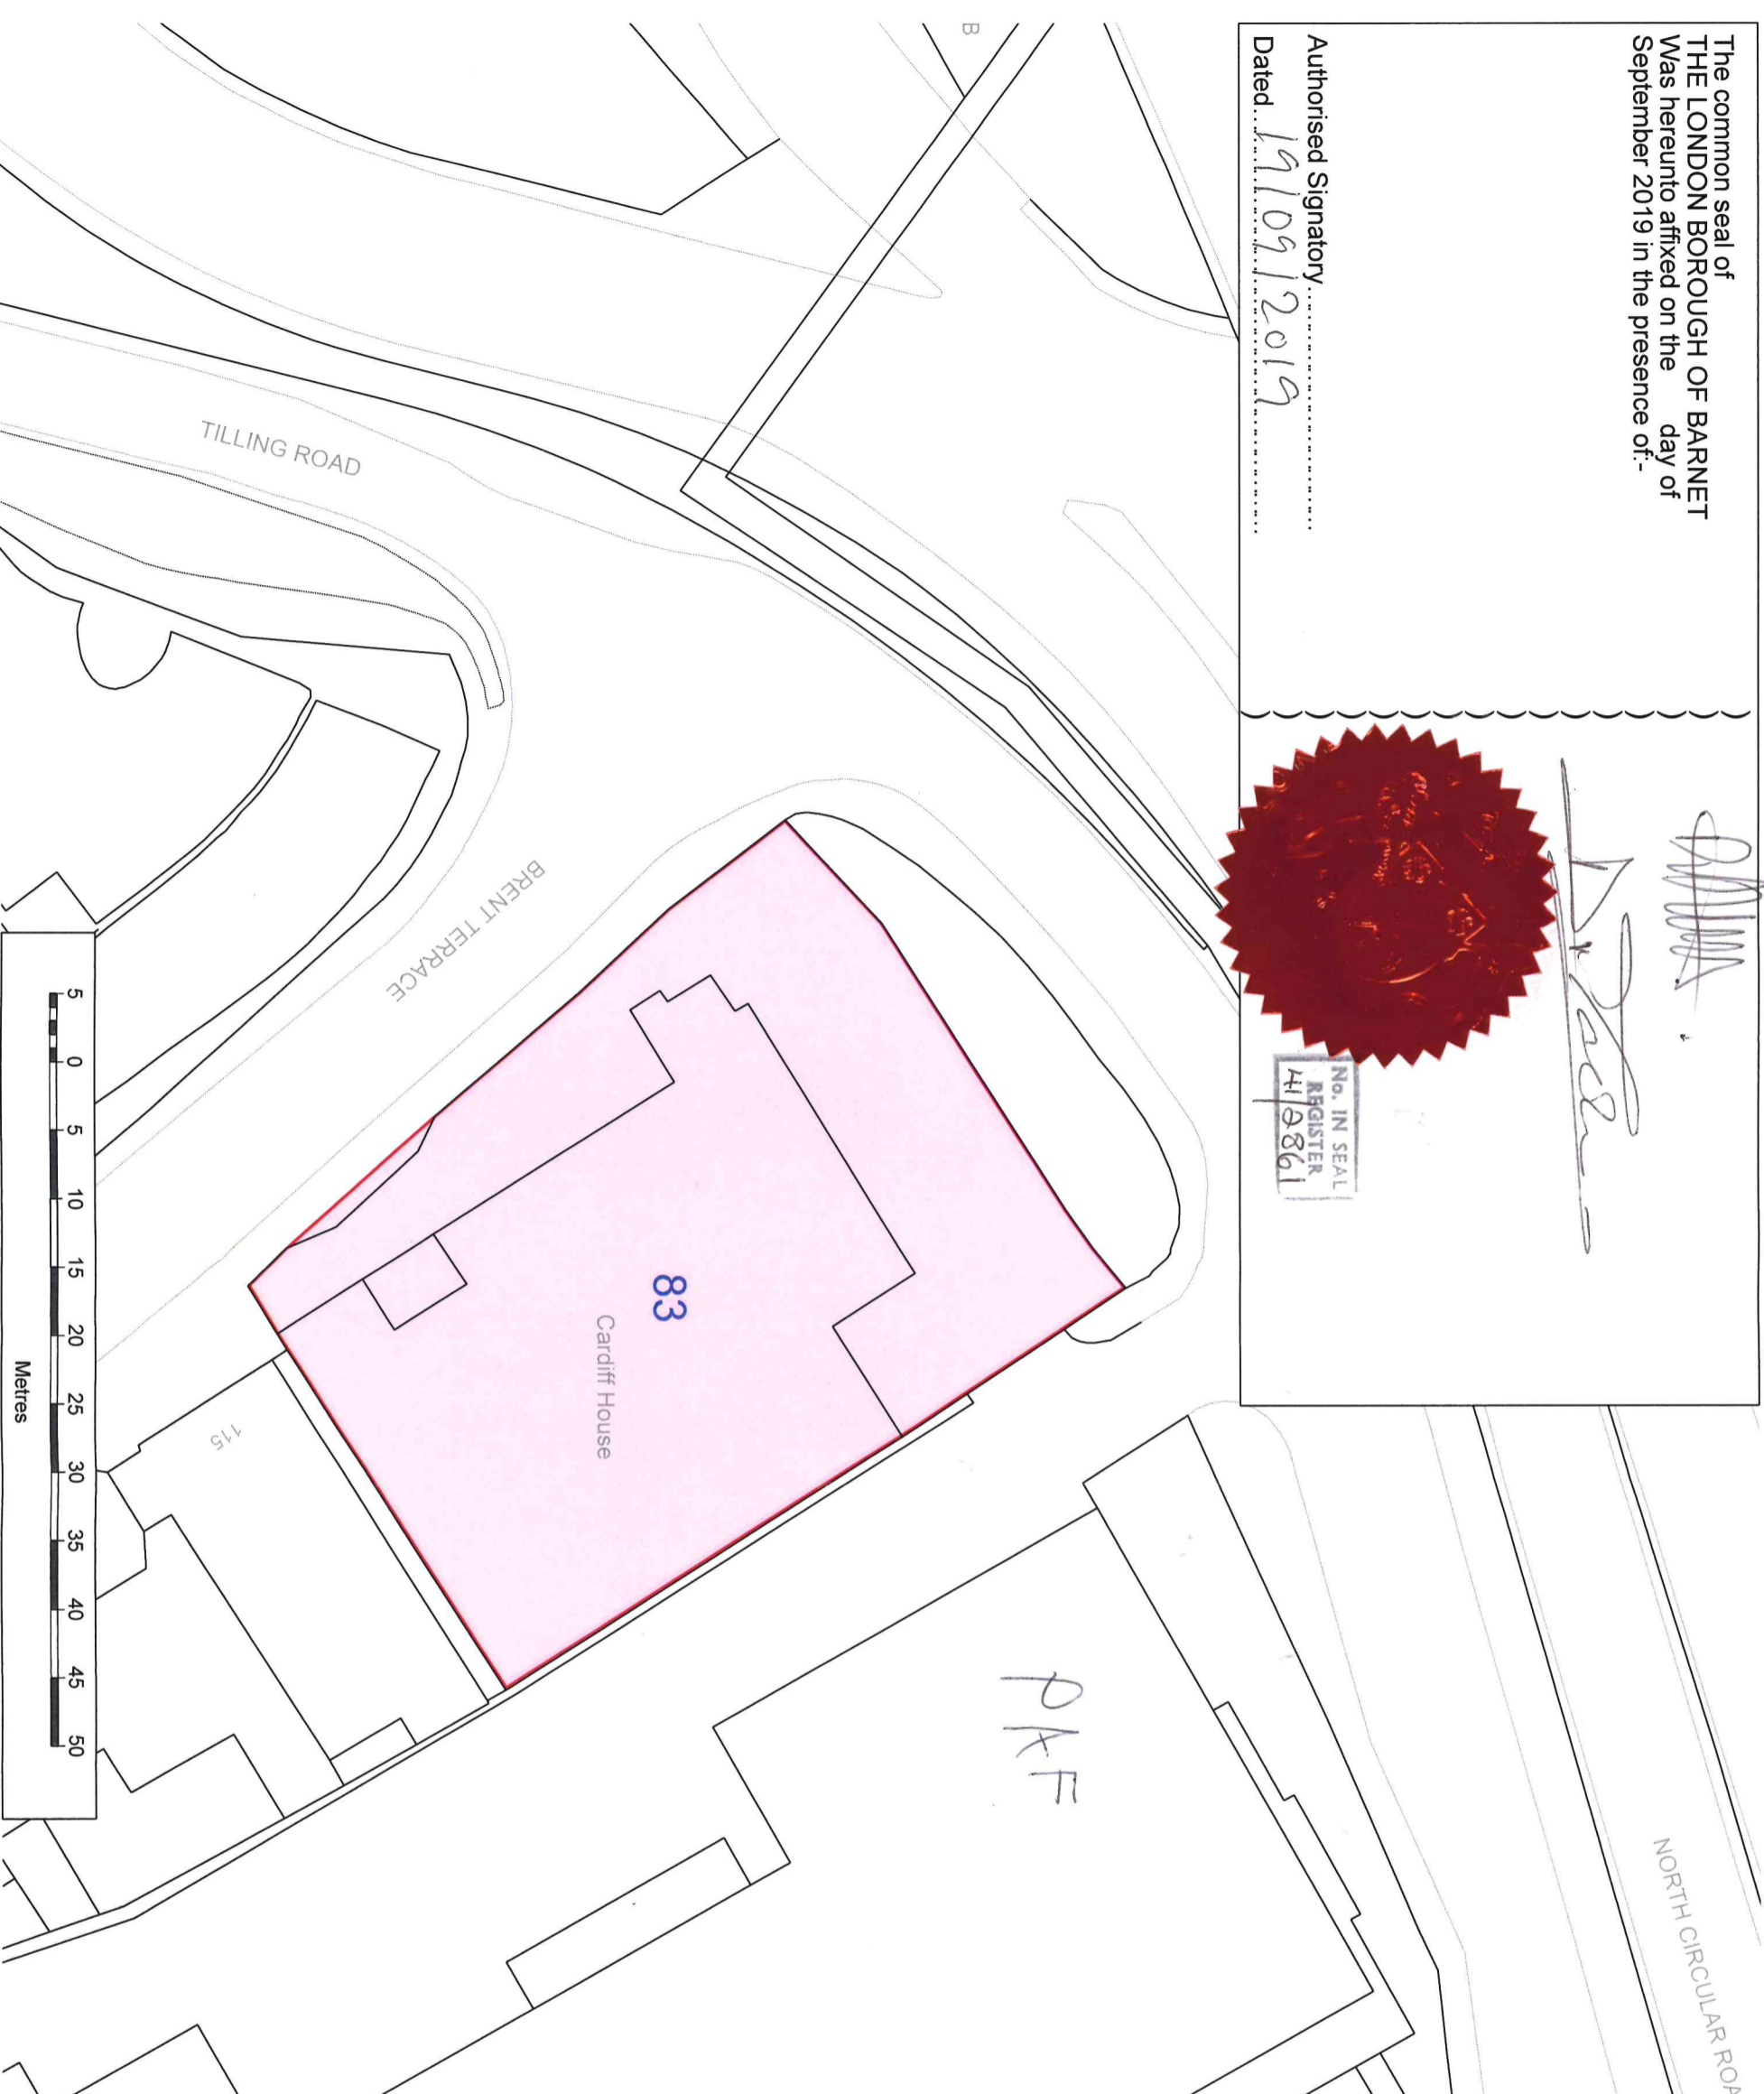 The common seal of
THE LONDON BOROUGH OF BARNET
Was hereunto affixed on the day of
September 2019 in the presence of:-
Authorised Signatory
Dated 19/09/2019
No. IN SEAL
REGISTER
41/2861
NORTH CIRCULAR ROA
B
TILLING ROAD
BRENT TERRACE
83
Cardiff House
115
PAF
5 0 5 10 15 20 25 30 35 40 45 50
Metres